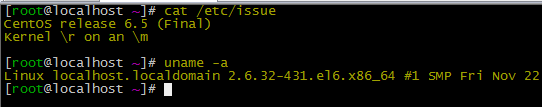 [root@localhost ~]# cat /etc/issue
CentOS release 6.5 (Final)
Kernel \r on an \m
[root@localhost ~]# uname -a
Linux localhost.localdomain 2.6.32-431.el6.x86_64 #1 SMP Fri Nov 22
[root@localhost ~]#